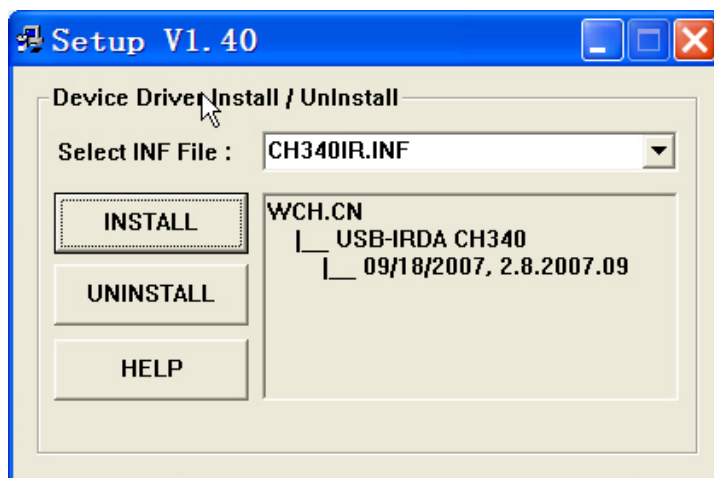 Setup V1.40
Device Driver Install / UnInstall
Select INF File : CH340IR.INF
INSTALL
UNINSTALL
HELP
WCH.CN
|__ USB-IRDA CH340
|__ 09/18/2007, 2.8.2007.09